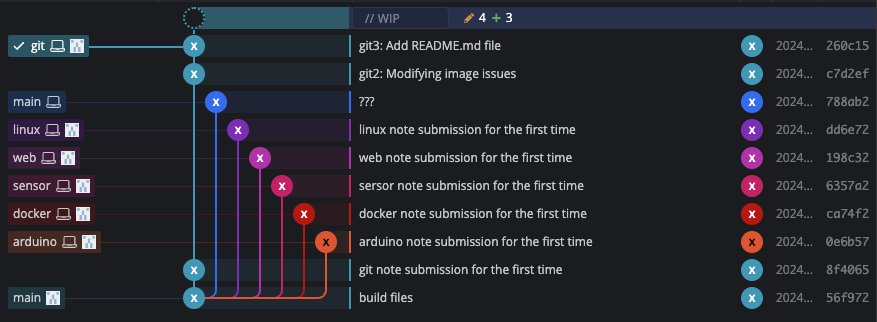 // WIP 4 + 3
git git3: Add README.md file x 2024... 260c15
x git2: Modifying image issues x 2024... c7d2ef
main x ??? x 2024... 788ab2
linux x linux note submission for the first time x 2024... dd6e72
web x web note submission for the first time x 2024... 198c32
sensor x sersor note submission for the first time x 2024... 6357a2
docker x docker note submission for the first time x 2024... ca74f2
arduino x arduino note submission for the first time x 2024... 0e6b57
x git note submission for the first time x 2024... 8f4065
main x build files x 2024... 56f972